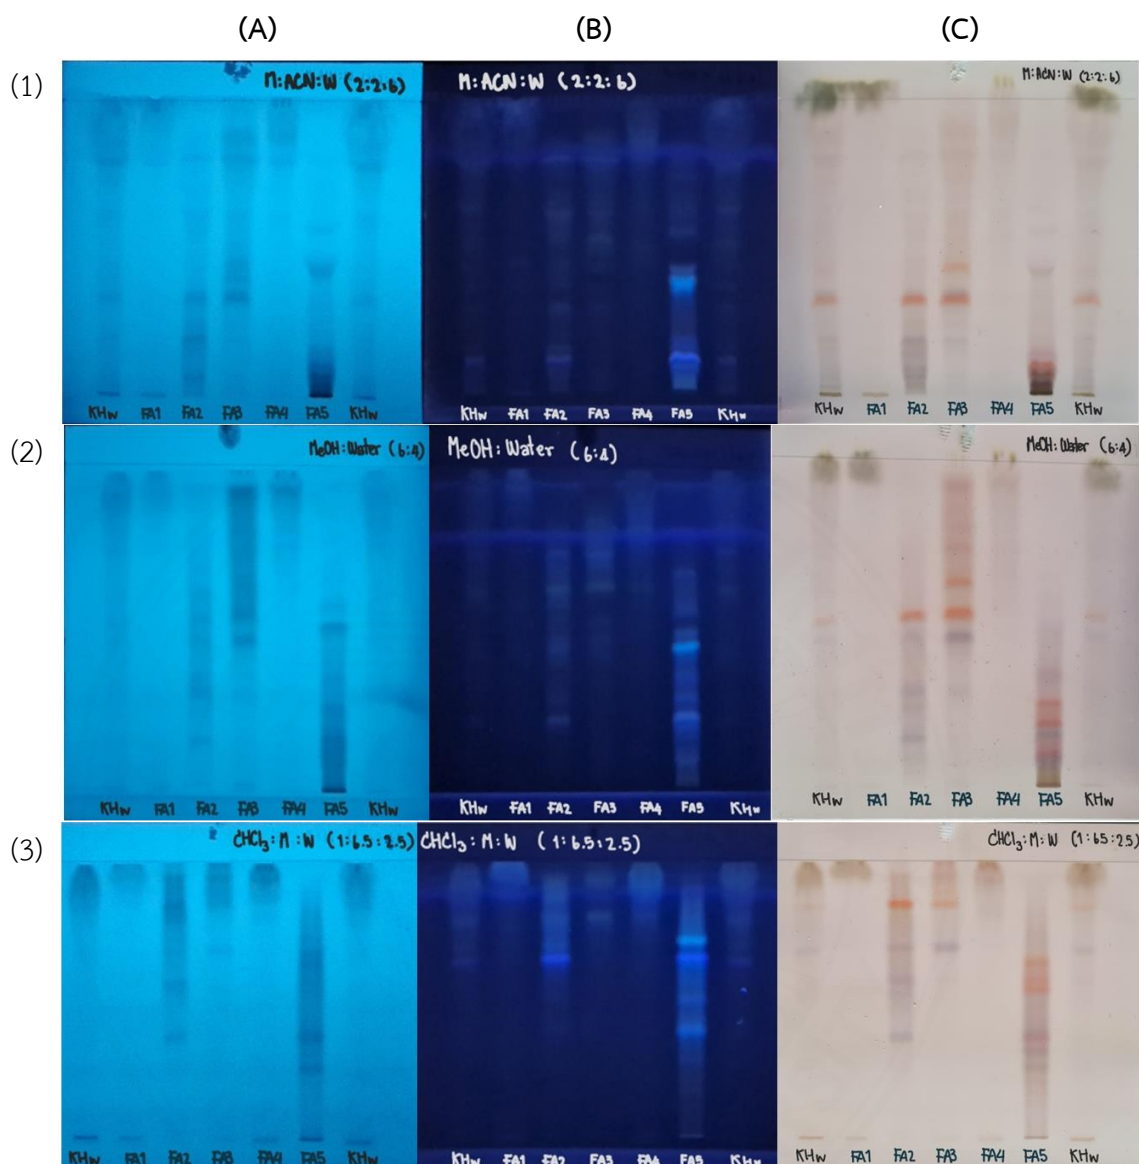 (A) (B) (C)
(1)
M:ACN:W (2:2:6)
M:ACN:W (2:2:6)
M:ACN:W (2:2:6)
KHw FA1 FA2 FA3 FA4 FA5 KHw
KHw FA1 FA2 FA3 FA4 FA5 KHw
KHw FA1 FA2 FA3 FA4 FA5 KHw
(2)
MeOH:Water (6:4)
MeOH:Water (6:4)
MeOH:Water (6:4)
KHw FA1 FA2 FA3 FA4 FA5 KHw
KHw FA1 FA2 FA3 FA4 FA5 KHw
KHw FA1 FA2 FA3 FA4 FA5 KHw
(3)
CHCl₃:M:W (1:6.5:2.5)
CHCl₃:M:W (1:6.5:2.5)
CHCl₃:M:W (1:6.5:2.5)
KHw FA1 FA2 FA3 FA4 FA5 KHw
KHw FA1 FA2 FA3 FA4 FA5 KHw
KHw FA1 FA2 FA3 FA4 FA5 KHw